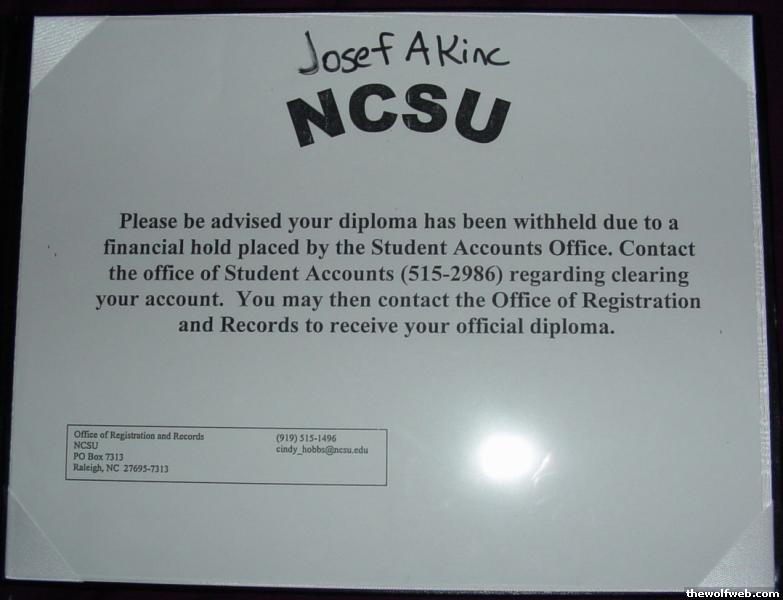 Josef AKinc
NCSU
Please be advised your diploma has been withheld due to a
financial hold placed by the Student Accounts Office. Contact
the office of Student Accounts (515-2986) regarding clearing
your account.  You may then contact the Office of Registration
and Records to receive your official diploma.
Office of Registration and Records
NCSU
PO Box 7313
Raleigh, NC  27695-7313
(919) 515-1496
cindy_hobbs@ncsu.edu
thewolfweb.com